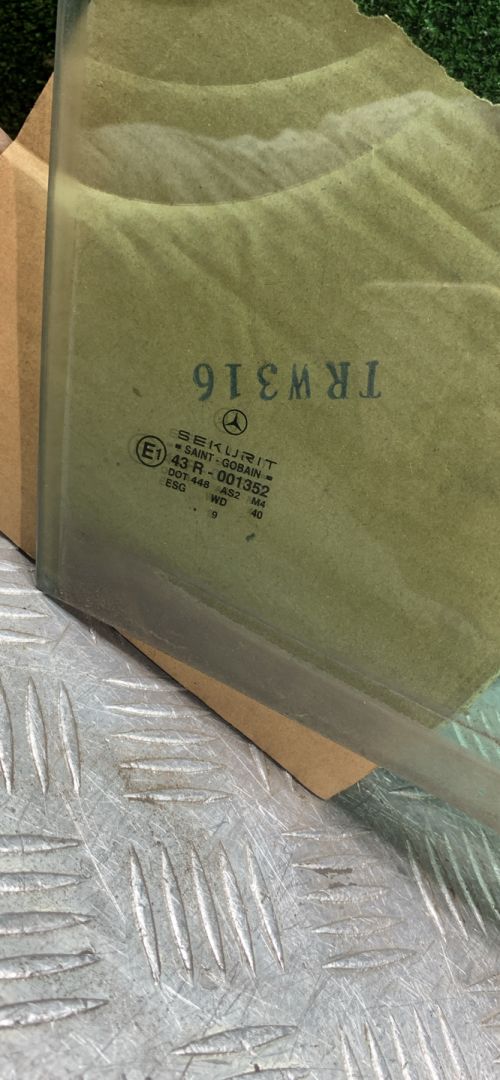 TRW316
SEKURIT
SAINT-GOBAIN
E1
43 R - 001352
DOT 448 AS2 M4
ESG WD 40
9